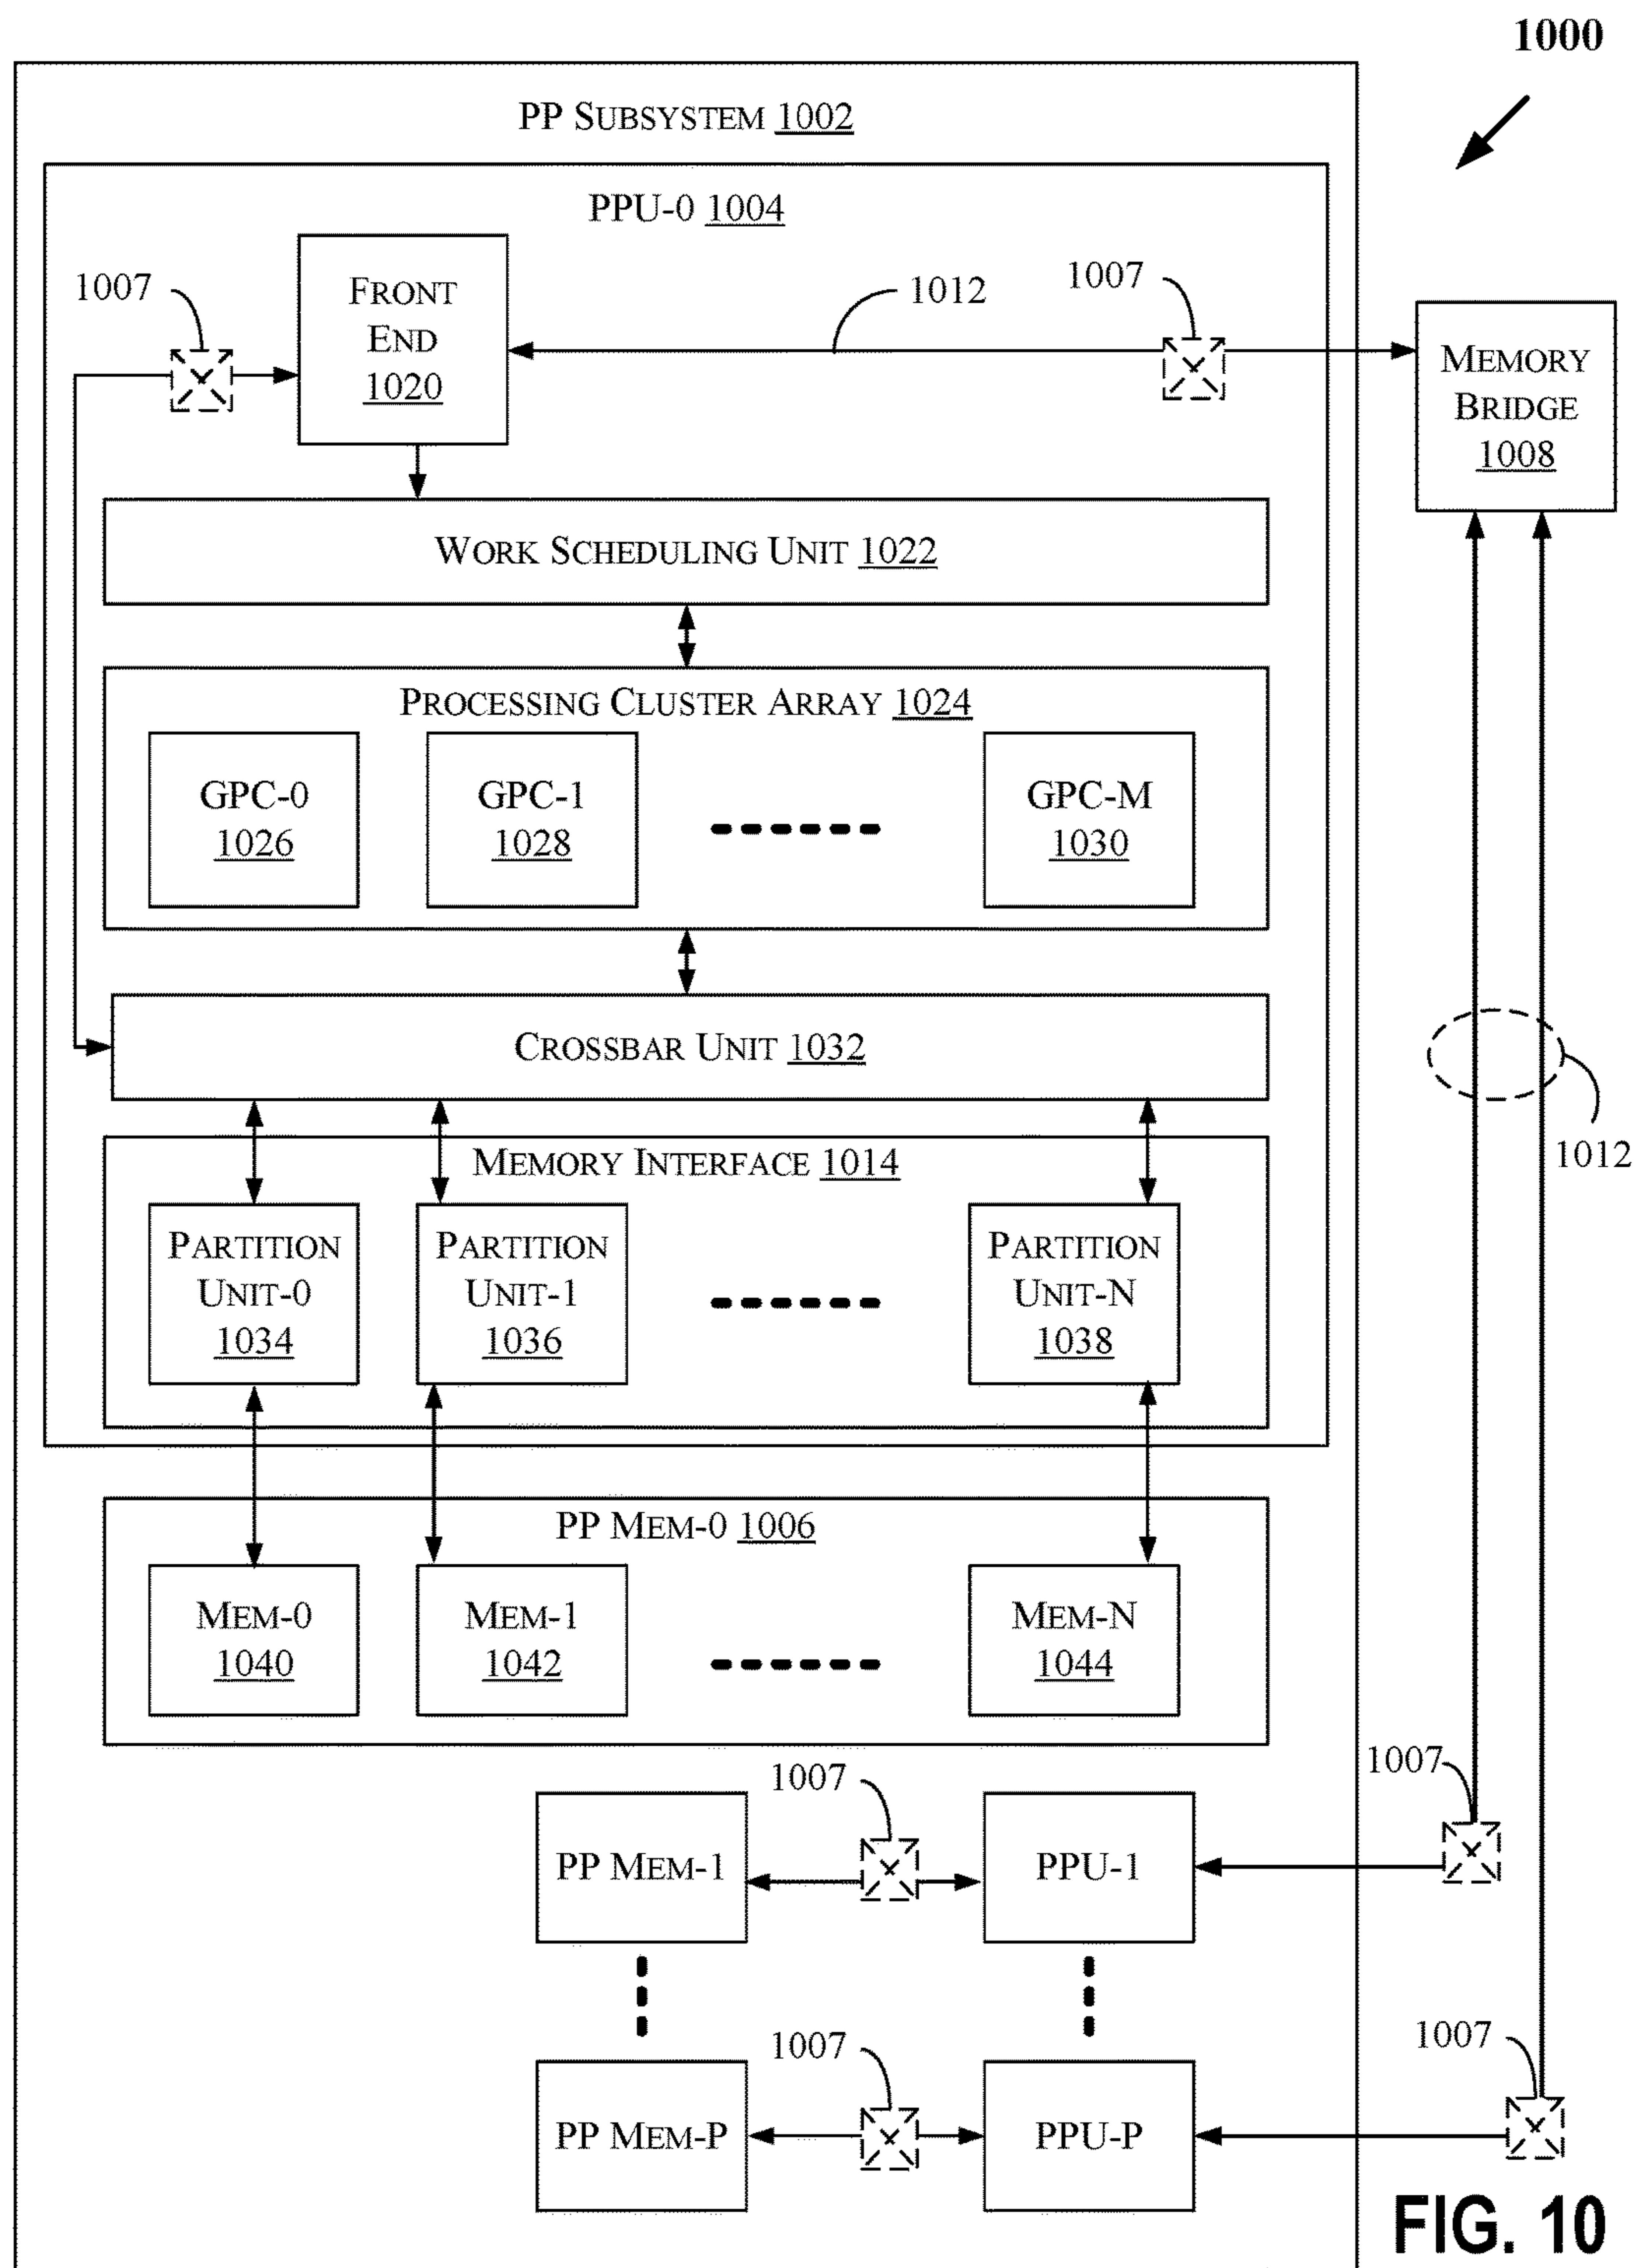 1000
PP SUBSYSTEM 1002
PPU-0 1004
1007
FRONT
END
1020
1012
1007
MEMORY
BRIDGE
1008
WORK SCHEDULING UNIT 1022
PROCESSING CLUSTER ARRAY 1024
GPC-0
1026
GPC-1
1028
GPC-M
1030
CROSSBAR UNIT 1032
1012
MEMORY INTERFACE 1014
PARTITION
UNIT-0
1034
PARTITION
UNIT-1
1036
PARTITION
UNIT-N
1038
PP MEM-0 1006
MEM-0
1040
MEM-1
1042
MEM-N
1044
1007
1007
PP MEM-1
PPU-1
1007
1007
PP MEM-P
PPU-P
FIG. 10